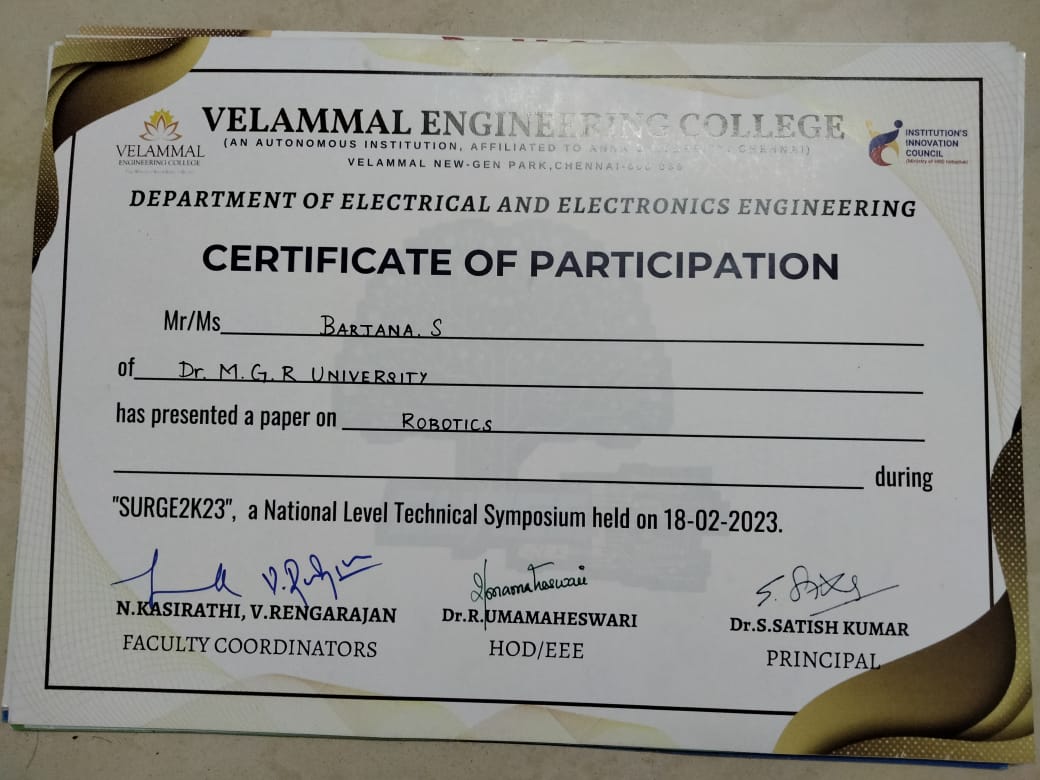 VELAMMAL
ENGINEERING COLLEGE
VELAMMAL ENGINEERING COLLEGE
(AN AUTONOMOUS INSTITUTION, AFFILIATED TO ANNA UNIVERSITY, CHENNAI)
VELAMMAL NEW-GEN PARK, CHENNAI-
INSTITUTION'S
INNOVATION
COUNCIL
(Ministry of HRD Initiative)
DEPARTMENT OF ELECTRICAL AND ELECTRONICS ENGINEERING
CERTIFICATE OF PARTICIPATION
Mr/Ms BARTANA. S
of Dr. M. G. R UNIVERSITY
has presented a paper on ROBOTICS
during
"SURGE2K23", a National Level Technical Symposium held on 18-02-2023.
N.KASIRATHI, V.RENGARAJAN Dr.R.UMAMAHESWARI Dr.S.SATISH KUMAR
FACULTY COORDINATORS HOD/EEE PRINCIPAL